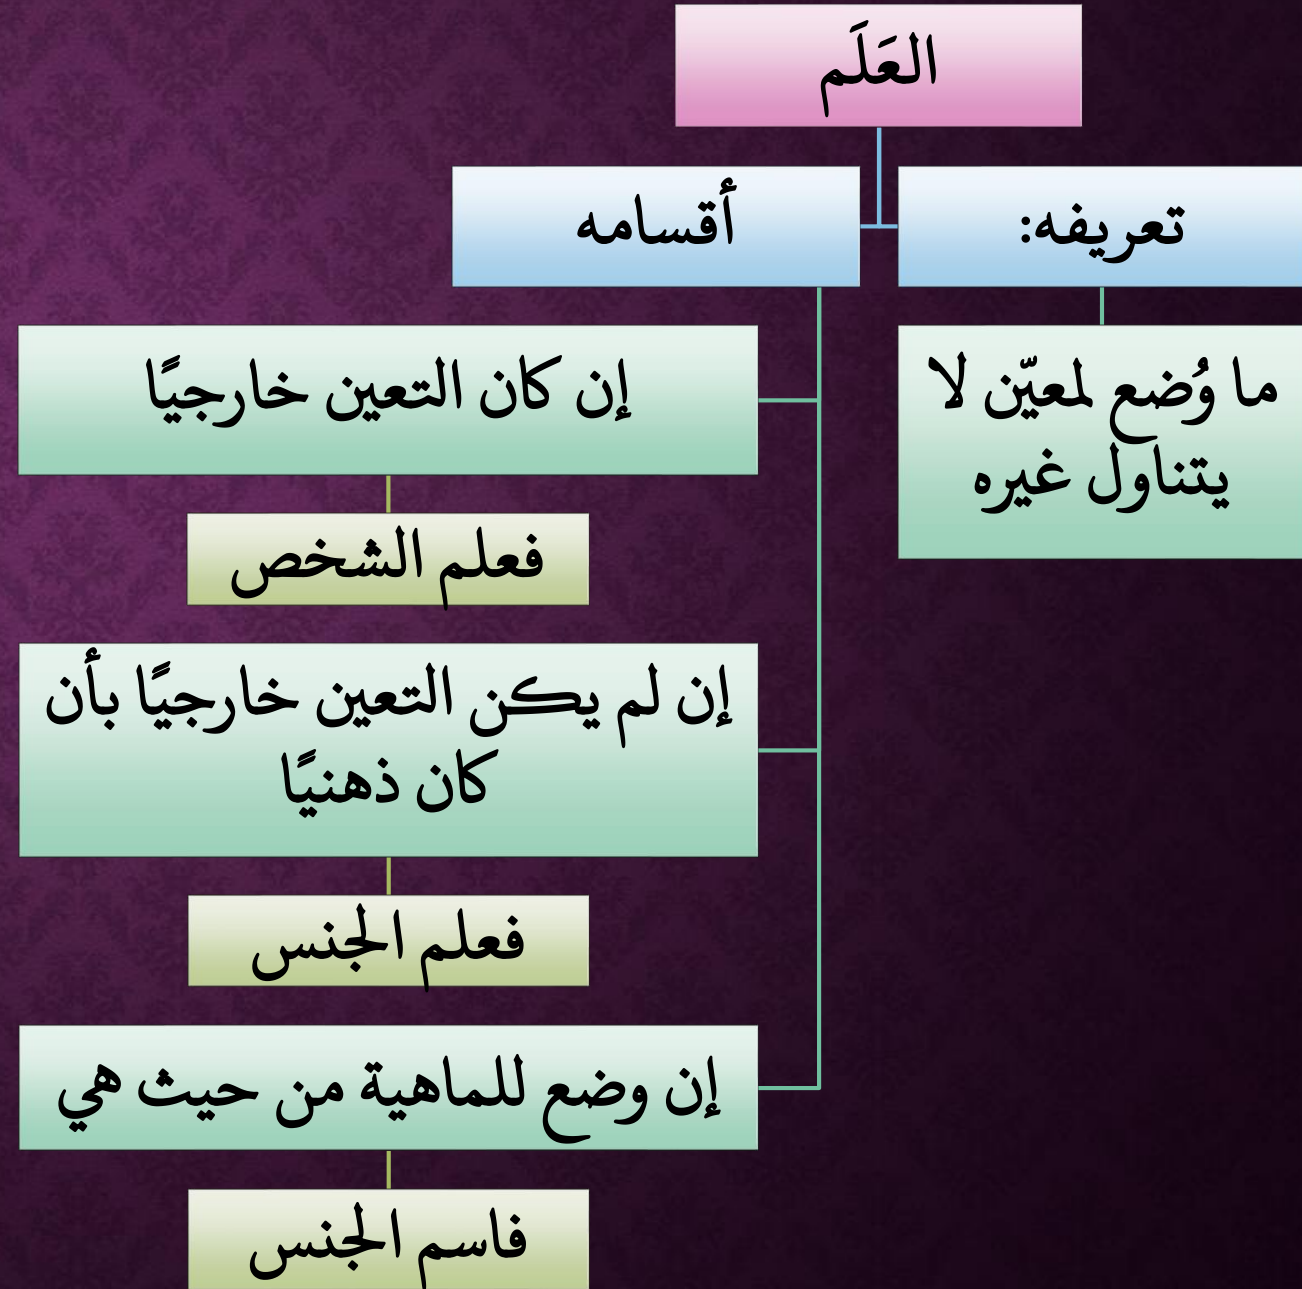 العَلَم
تعريفه:
ما وُضع لمعيّن لا
يتناول غيره
أقسامه
إن كان التعين خارجيًا
فعلم الشخص
إن لم يكن التعين خارجيًا بأن
كان ذهنيًا
فعلم الجنس
إن وضع للماهية من حيث هي
فاسم الجنس